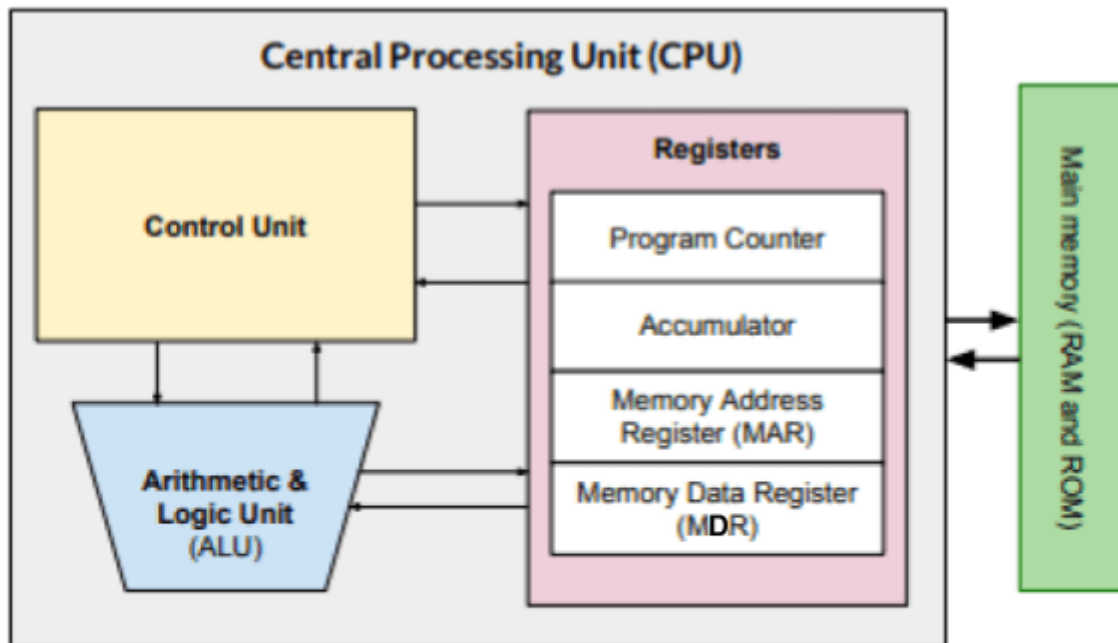 Central Processing Unit (CPU)
Control Unit
Arithmetic &
Logic Unit
(ALU)
Registers
Program Counter
Accumulator
Memory Address
Register (MAR)
Memory Data Register
(MDR)
Main memory (RAM and ROM)